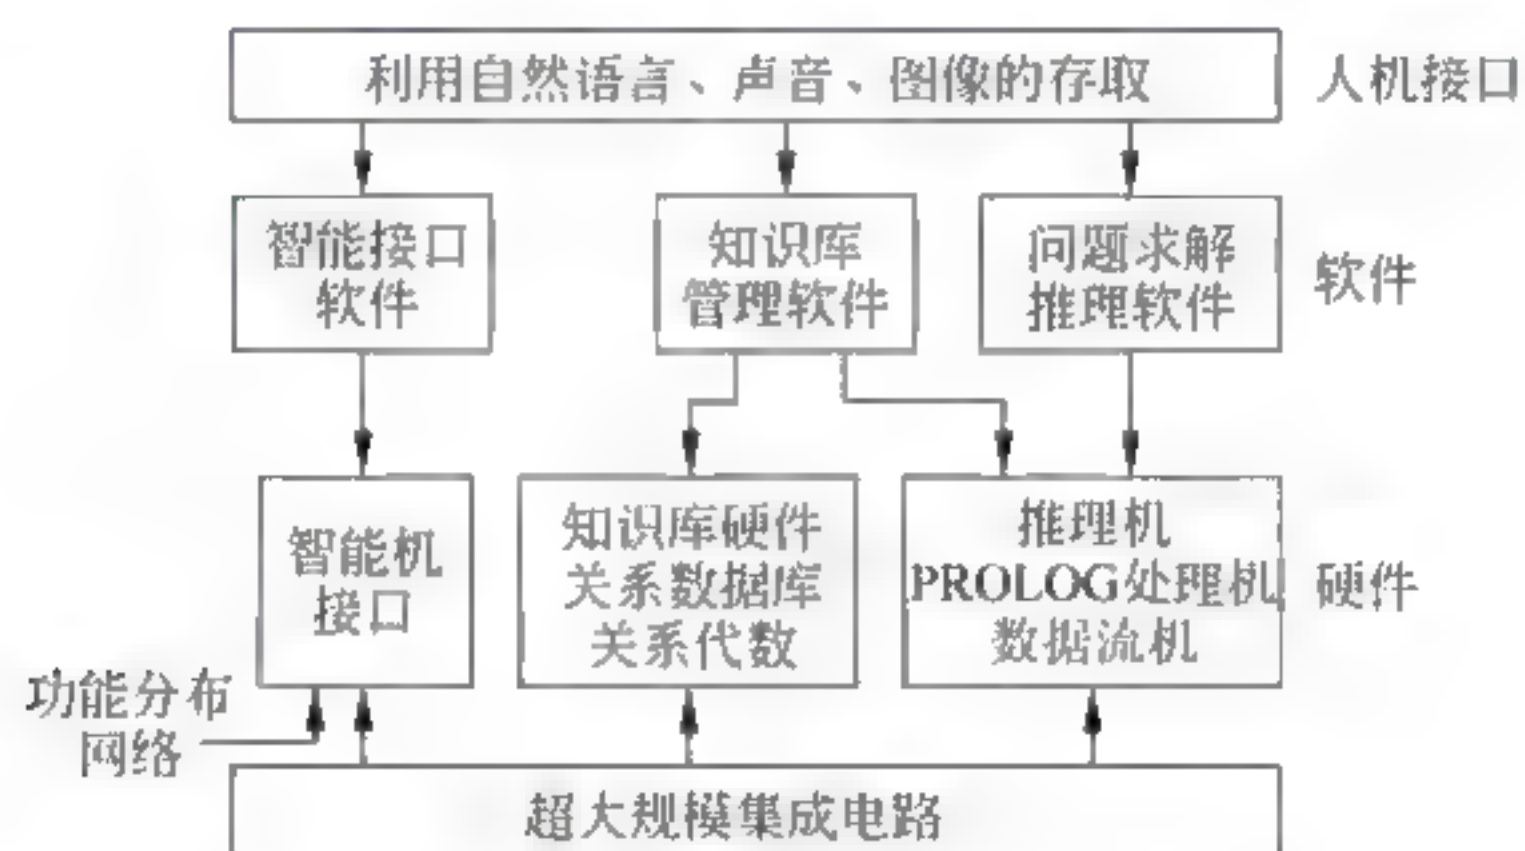 利用自然语言、声音、图像的存取
人机接口
智能接口
软件
知识库
管理软件
问题求解
推理软件
软件
智能机
接口
知识库硬件
关系数据库
关系代数
推理机
PROLOG处理机
数据流机
硬件
功能分布
网络
超大规模集成电路